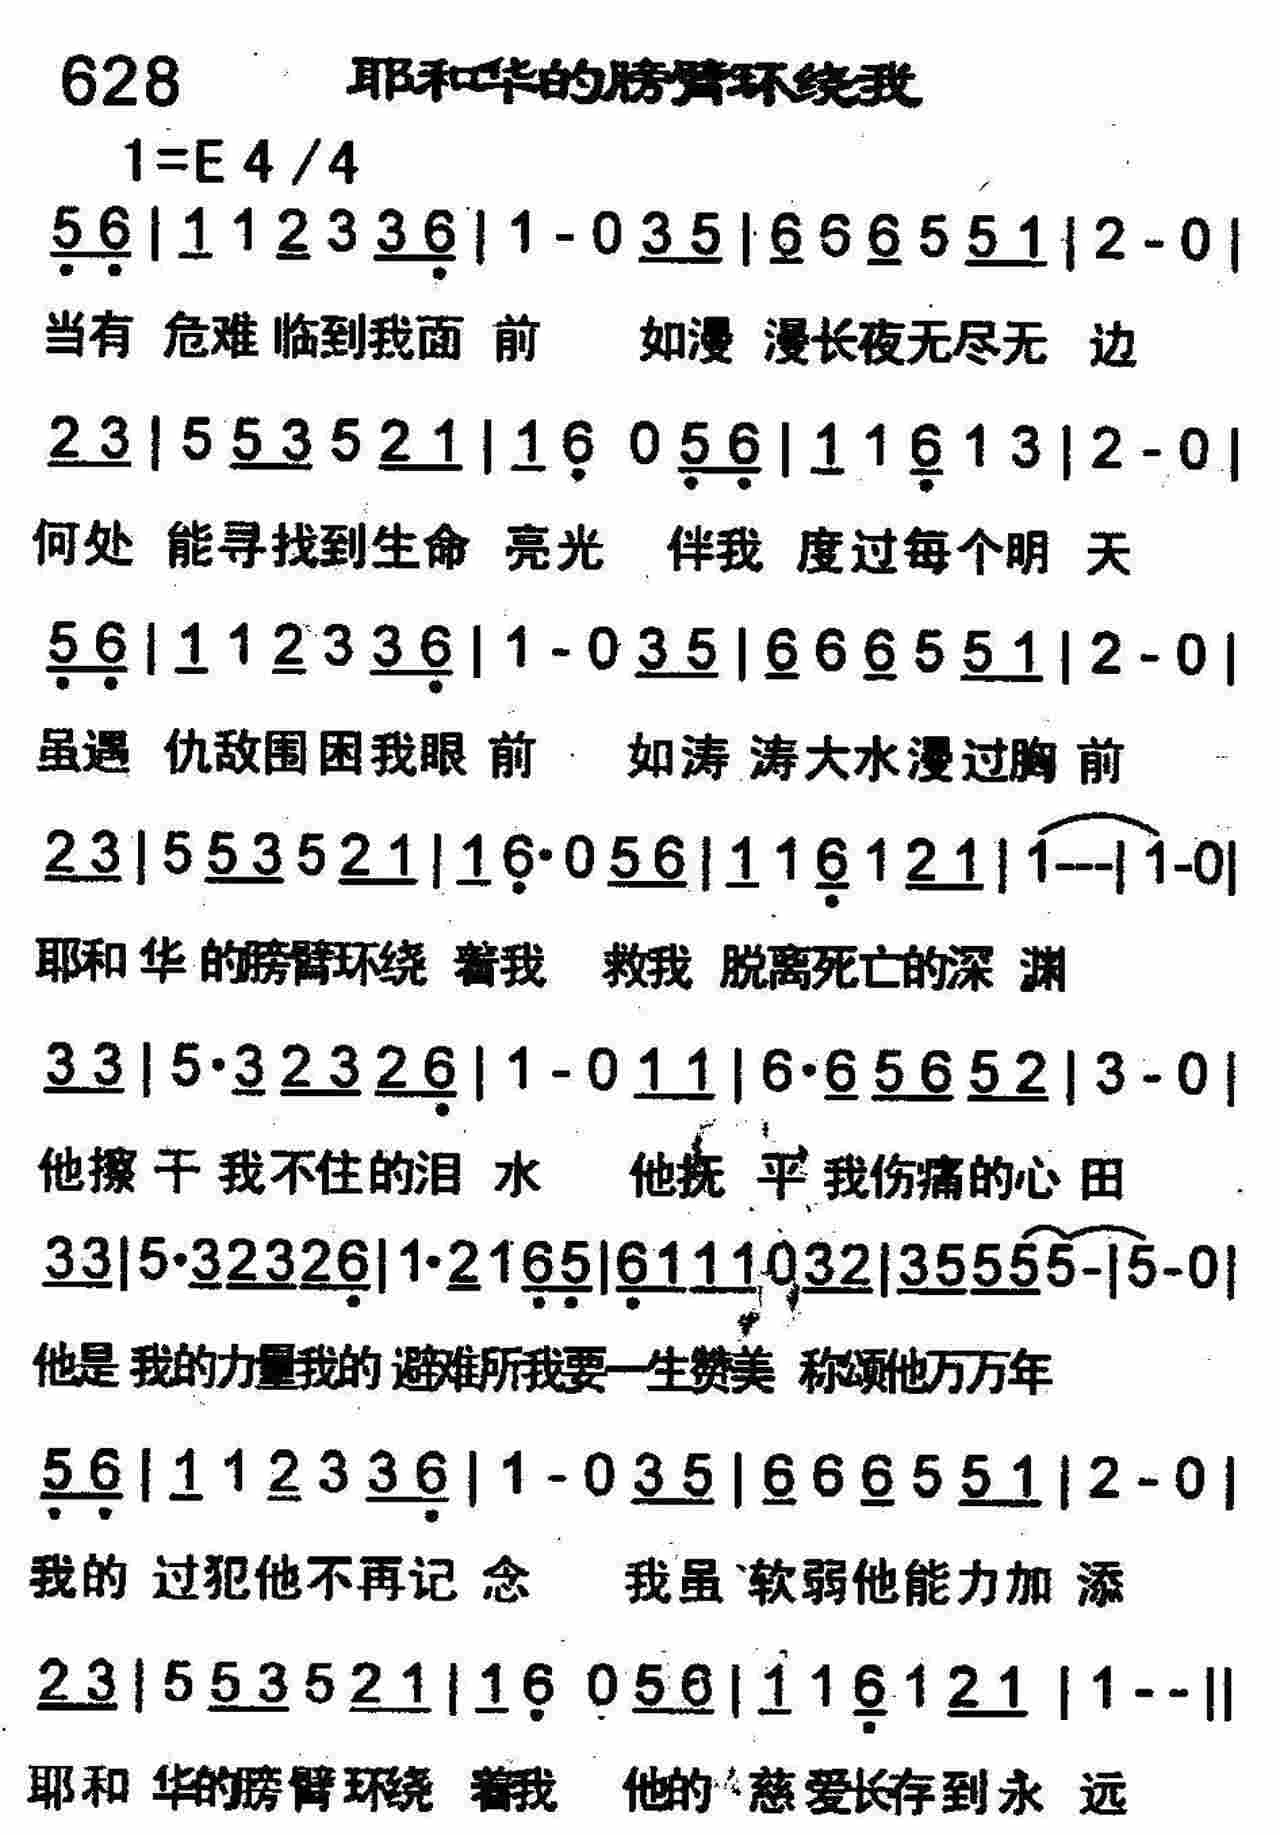 628 耶和华的膀臂环绕我
1=E 4/4
5 6 | 1 1 2 3 3 6 | 1 - 0 3 5 | 6 6 6 5 5 1 | 2 - 0 |
当有 危难临到我面 前 如漫 漫长夜无尽无 边
2 3 | 5 5 3 5 2 1 | 1 6 0 5 6 | 1 1 6 1 3 | 2 - 0 |
何处 能寻找到生命 亮光 伴我 度过每个明 天
5 6 | 1 1 2 3 3 6 | 1 - 0 3 5 | 6 6 6 5 5 1 | 2 - 0 |
虽遇 仇敌围困我眼 前 如涛 涛大水漫过胸 前
2 3 | 5 5 3 5 2 1 | 1 6· 0 5 6 | 1 1 6 1 2 1 | 1 - - - | 1 - 0 |
耶和 华 的膀臂环绕 着我 救我 脱离死亡的深 渊
3 3 | 5 · 3 2 3 2 6 | 1 - 0 1 1 | 6 · 6 5 6 5 2 | 3 - 0 |
他擦 干 我不住的泪 水 他抚 平 我伤痛的心 田
3 3 | 5 · 3 2 3 2 6 | 1 · 2 1 6 5 | 6 1 1 1 0 3 2 | 3 5 5 5 5 - | 5 - 0 |
他是 我的力量我的 避难所我要一生赞美 称颂他万万年
5 6 | 1 1 2 3 3 6 | 1 - 0 3 5 | 6 6 6 5 5 1 | 2 - 0 |
我的 过犯他不再记 念 我虽 软弱他能力加 添
2 3 | 5 5 3 5 2 1 | 1 6 0 5 6 | 1 1 6 1 2 1 | 1 - - ||
耶和 华的膀臂环绕 着我 他的 慈爱长存到永 远